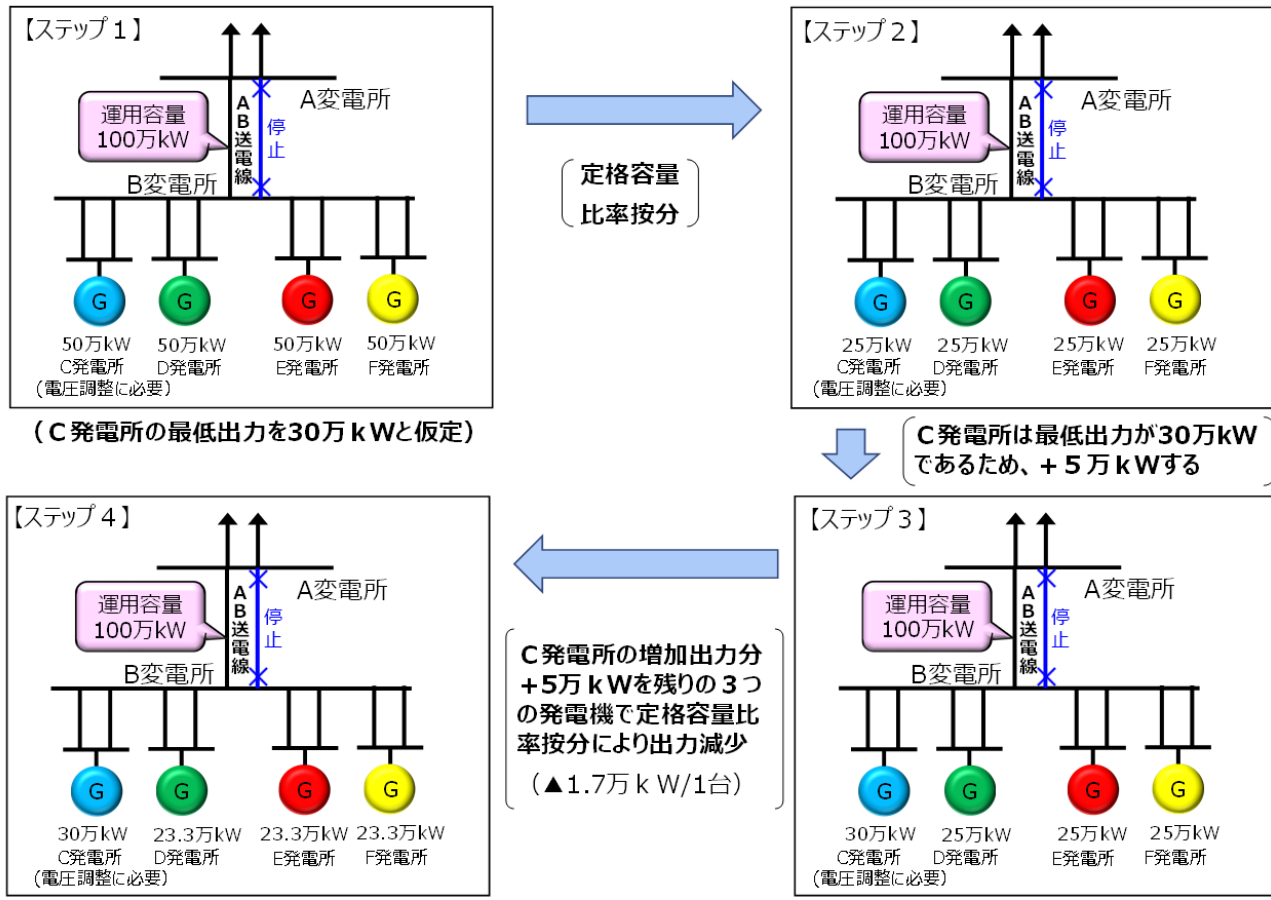 【ステップ1】
A変電所
運用容量
100万kW
AB送電線
停止
B変電所
G G G G
50万kW 50万kW 50万kW 50万kW
C発電所 D発電所 E発電所 F発電所
(電圧調整に必要)
(C発電所の最低出力を30万kWと仮定)
定格容量
比率按分
【ステップ2】
A変電所
運用容量
100万kW
AB送電線
停止
B変電所
G G G G
25万kW 25万kW 25万kW 25万kW
C発電所 D発電所 E発電所 F発電所
(電圧調整に必要)
C発電所は最低出力が30万kW
であるため、+5万kWする
【ステップ3】
A変電所
運用容量
100万kW
AB送電線
停止
B変電所
G G G G
30万kW 25万kW 25万kW 25万kW
C発電所 D発電所 E発電所 F発電所
(電圧調整に必要)
C発電所の増加出力分
+5万kWを残りの3つ
の発電機で定格容量比
率按分により出力減少
(▲1.7万kW/1台)
【ステップ4】
A変電所
運用容量
100万kW
AB送電線
停止
B変電所
G G G G
30万kW 23.3万kW 23.3万kW 23.3万kW
C発電所 D発電所 E発電所 F発電所
(電圧調整に必要)